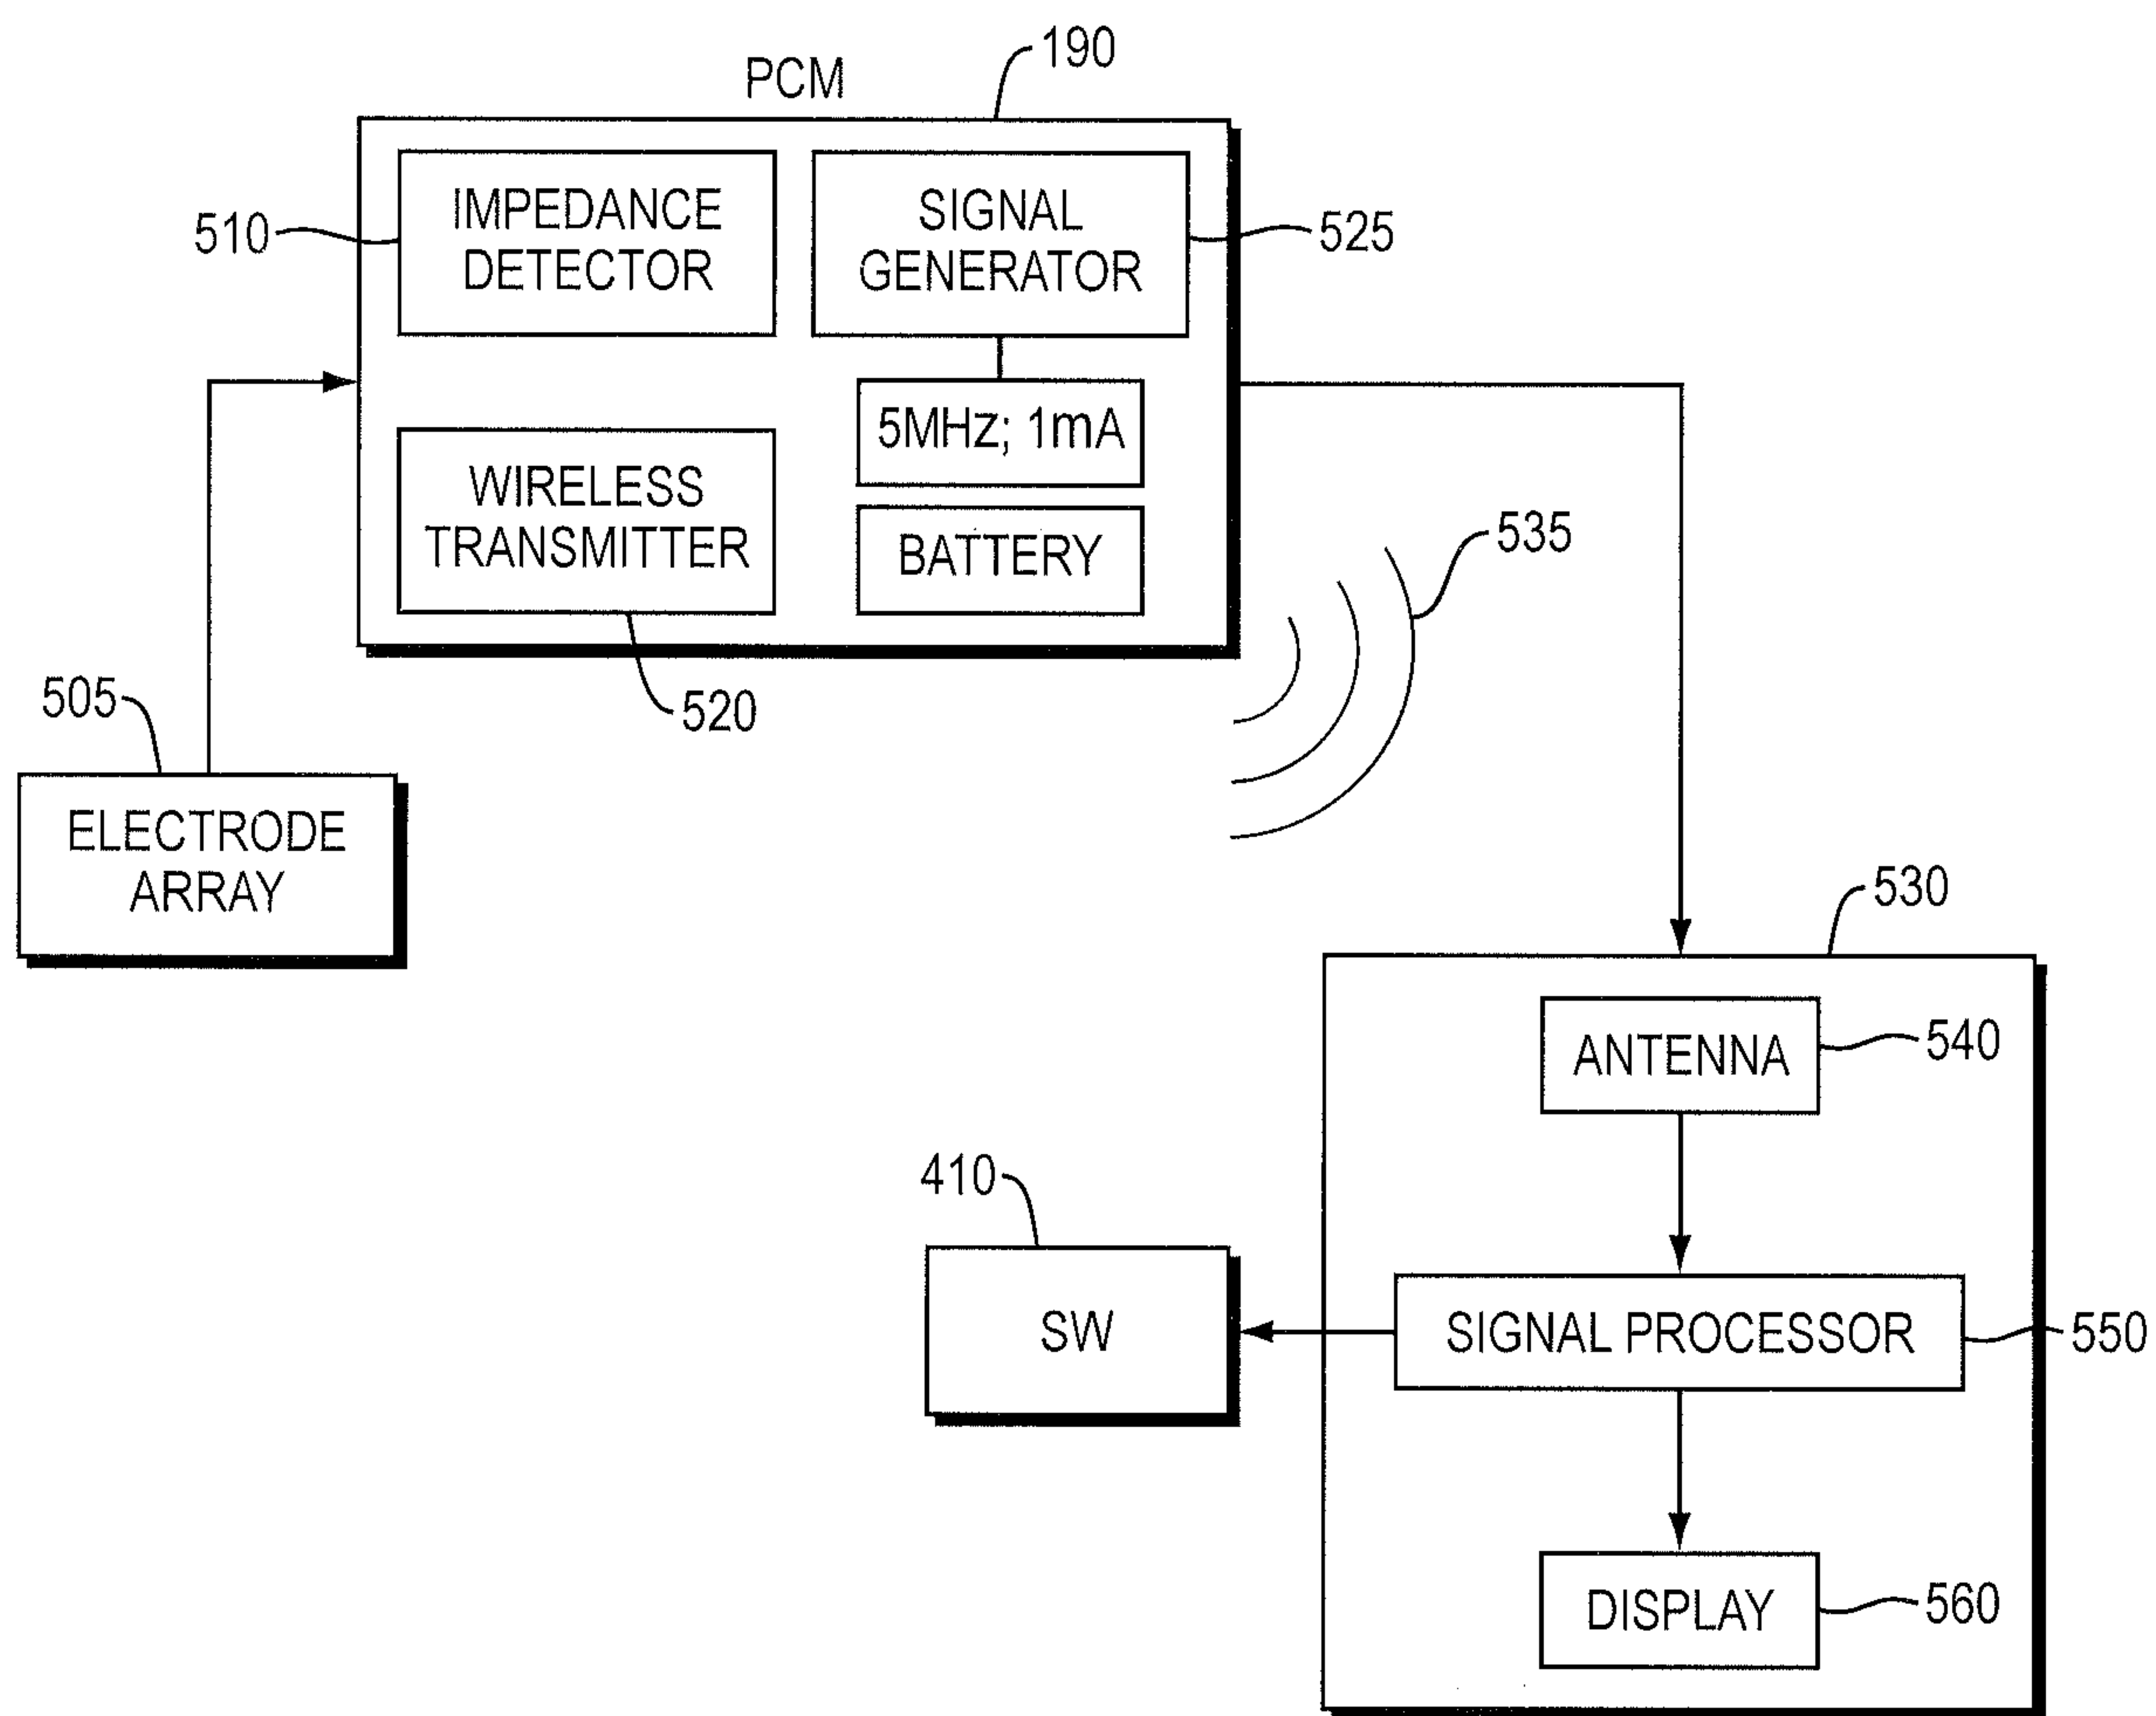 190
PCM
IMPEDANCE
DETECTOR
510
SIGNAL
GENERATOR
525
5MHz; 1mA
WIRELESS
TRANSMITTER
BATTERY
535
505
520
ELECTRODE
ARRAY
530
ANTENNA
540
410
SW
SIGNAL PROCESSOR
550
DISPLAY
560